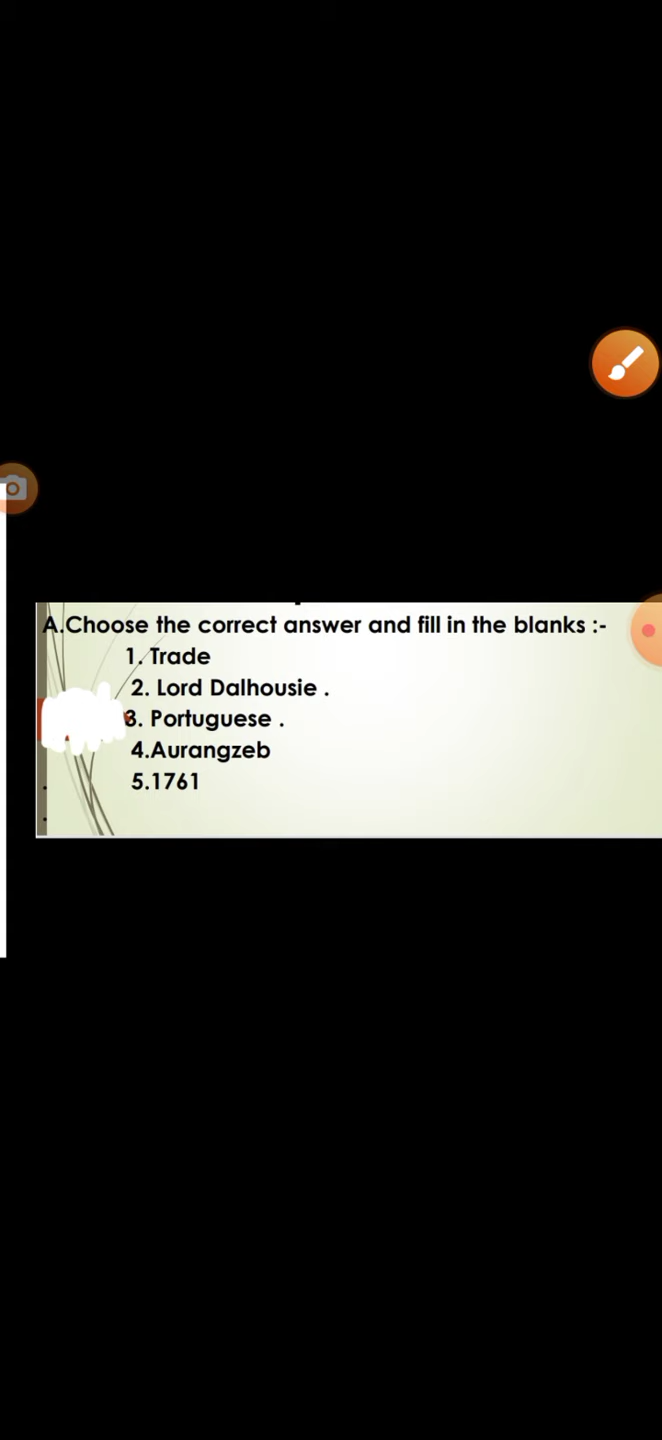 A.Choose the correct answer and fill in the blanks :-
1. Trade
2. Lord Dalhousie .
3. Portuguese .
4.Aurangzeb
5.1761